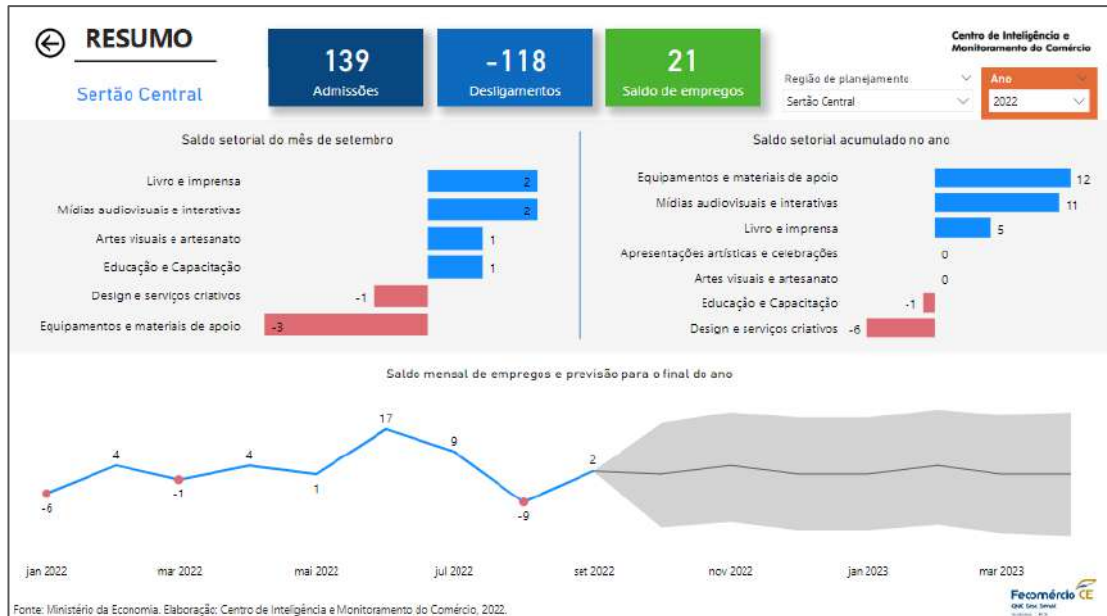 RESUMO
Sertão Central
139
Admissões
-118
Desligamentos
21
Saldo de empregos
Centro de Inteligência e
Monitoramento do Comércio
Região de planejamento
Sertão Central
Ano
2022
Saldo setorial do mês de setembro
Livro e imprensa 2
Mídias audiovisuais e interativas 2
Artes visuais e artesanato 1
Educação e Capacitação 1
Design e serviços criativos -1
Equipamentos e materiais de apoio -3
Saldo setorial acumulado no ano
Equipamentos e materiais de apoio 12
Mídias audiovisuais e interativas 11
Livro e imprensa 5
Apresentações artísticas e celebrações 0
Artes visuais e artesanato 0
Educação e Capacitação -1
Design e serviços criativos -6
Saldo mensal de empregos e previsão para o final do ano
-6 4 -1 4 1 17 9 -9 2
jan 2022 mar 2022 mai 2022 jul 2022 set 2022 nov 2022 jan 2023 mar 2023
Fonte: Ministério da Economia. Elaboração: Centro de Inteligência e Monitoramento do Comércio, 2022.
Fecomércio CE
CNC Sesc Senac